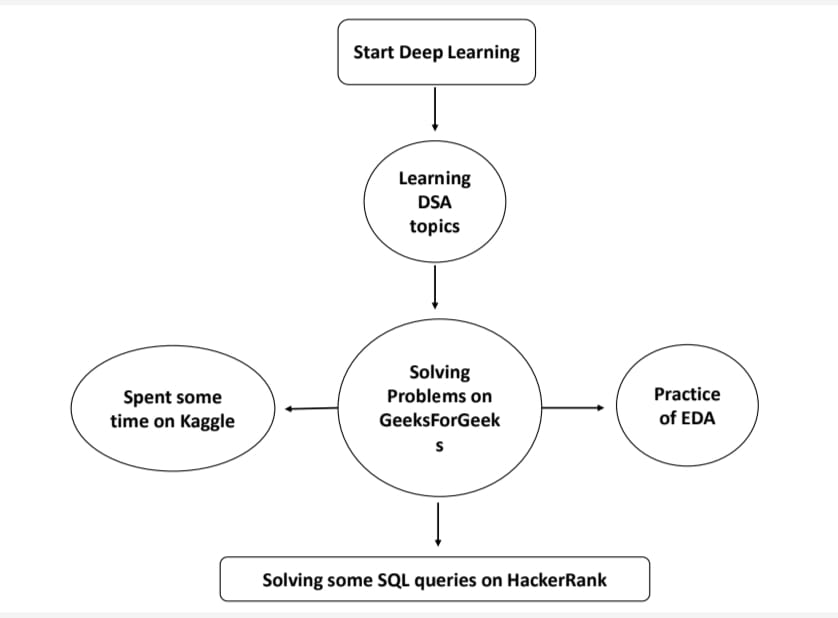 Start Deep Learning
Learning
DSA
topics
Solving
Problems on
GeeksForGeek
s
Spent some
time on Kaggle
Practice
of EDA
Solving some SQL queries on HackerRank